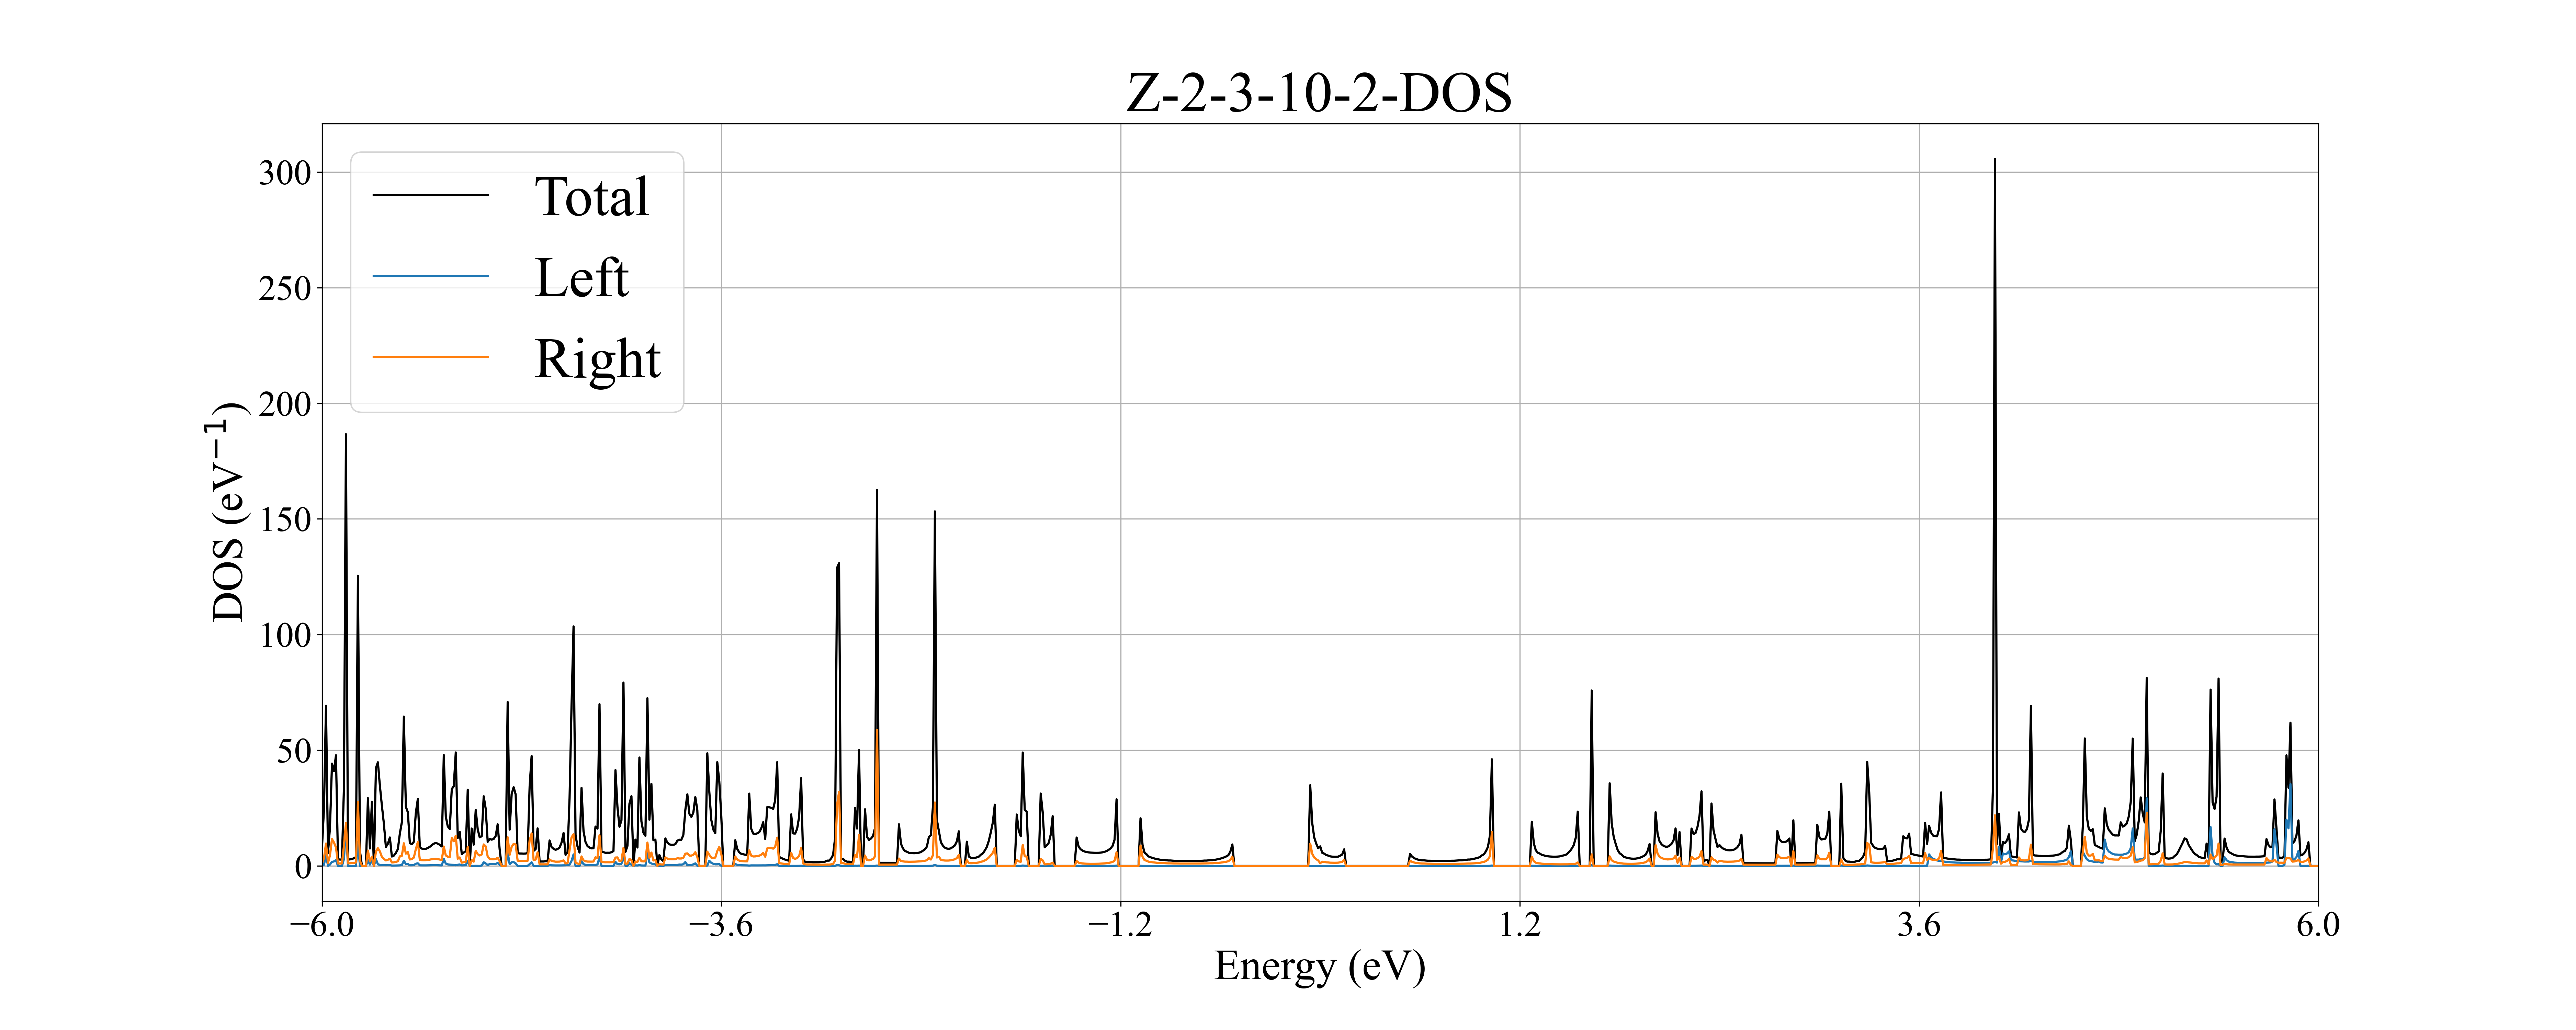 Z-2-3-10-2-DOS
300
250
200
150
100
50
0
DOS (eV⁻¹)
Total
Left
Right
−6.0
−3.6
−1.2
1.2
3.6
6.0
Energy (eV)